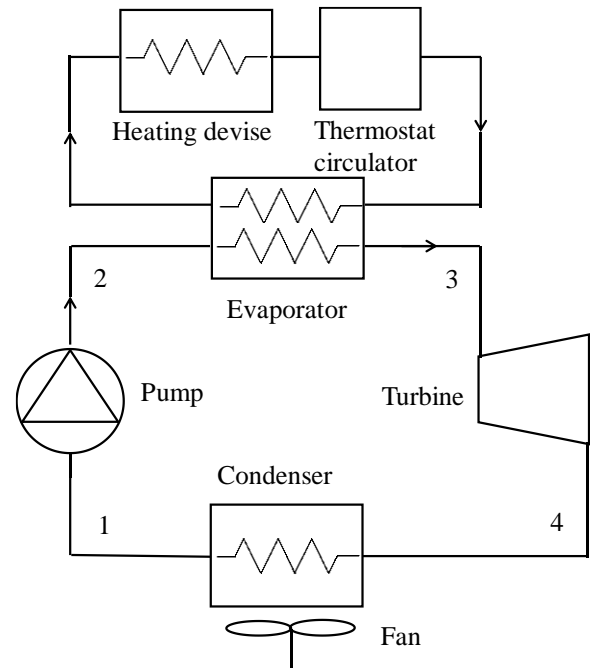 Heating devise
Thermostat
circulator
2
3
Evaporator
Pump
Turbine
Condenser
1
4
Fan